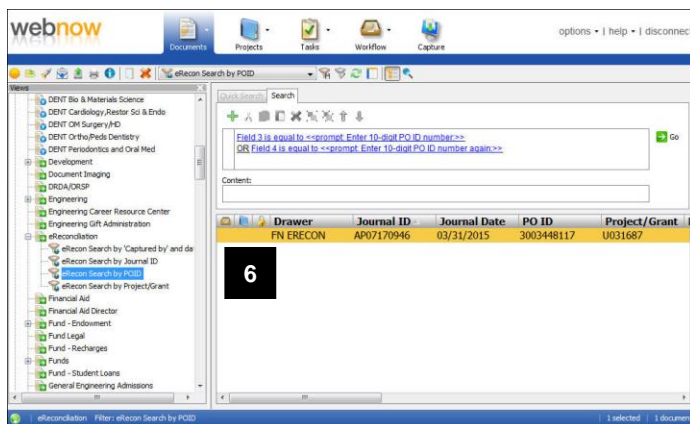 webnow
Documents
Projects
Tasks
Workflow
Capture
options • | help • | disconnect
eRecon Search by POID
Views
DENT Bio & Materials Science
DENT Cardiology,Restor Sci & Endo
DENT OM Surgery/HD
DENT Ortho/Peds Dentistry
DENT Periodontics and Oral Med
Development
Document Imaging
DRDA/ORSP
Engineering
Engineering Career Resource Center
Engineering Gift Administration
eReconciliation
eRecon Search by 'Captured by' and da
eRecon Search by Journal ID
eRecon Search by POID
eRecon Search by Project/Grant
Financial Aid
Financial Aid Director
Fund - Endowment
Fund Legal
Fund - Recharges
Funds
Fund - Student Loans
General Engineering Admissions
Quick Search
Search
Field 3 is equal to <<prompt. Enter 10-digit PO ID number>>
OR Field 4 is equal to <<prompt. Enter 10-digit PO ID number again:>>
Go
Content:
Drawer Journal ID Journal Date PO ID Project/Grant
FN ERECON AP07170946 03/31/2015 3003448117 U031687
6
eReconciliation Filter: eRecon Search by POID
1 selected | 1 documen